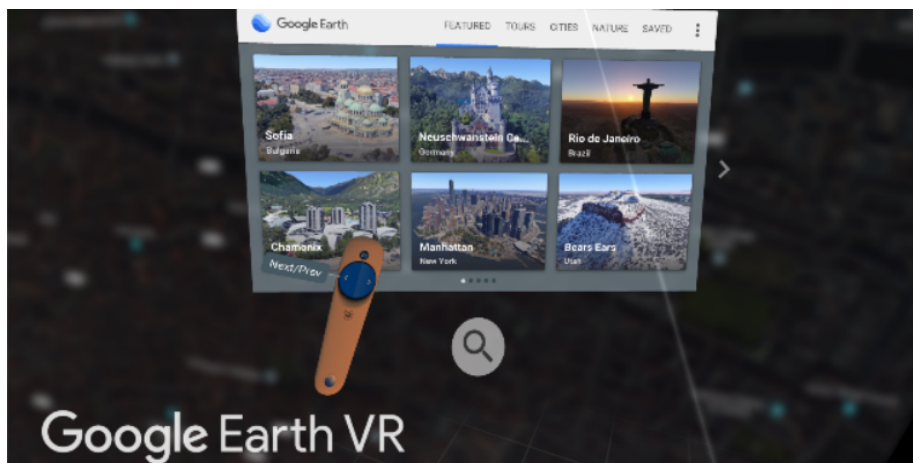 Google Earth
FEATURED TOURS CITIES NATURE SAVED
Sofia
Bulgaria
Neuschwanstein Ca...
Germany
Rio de Janeiro
Brazil
Chamonix
Next/Prev
Manhattan
New York
Bears Ears
Utah
Google Earth VR